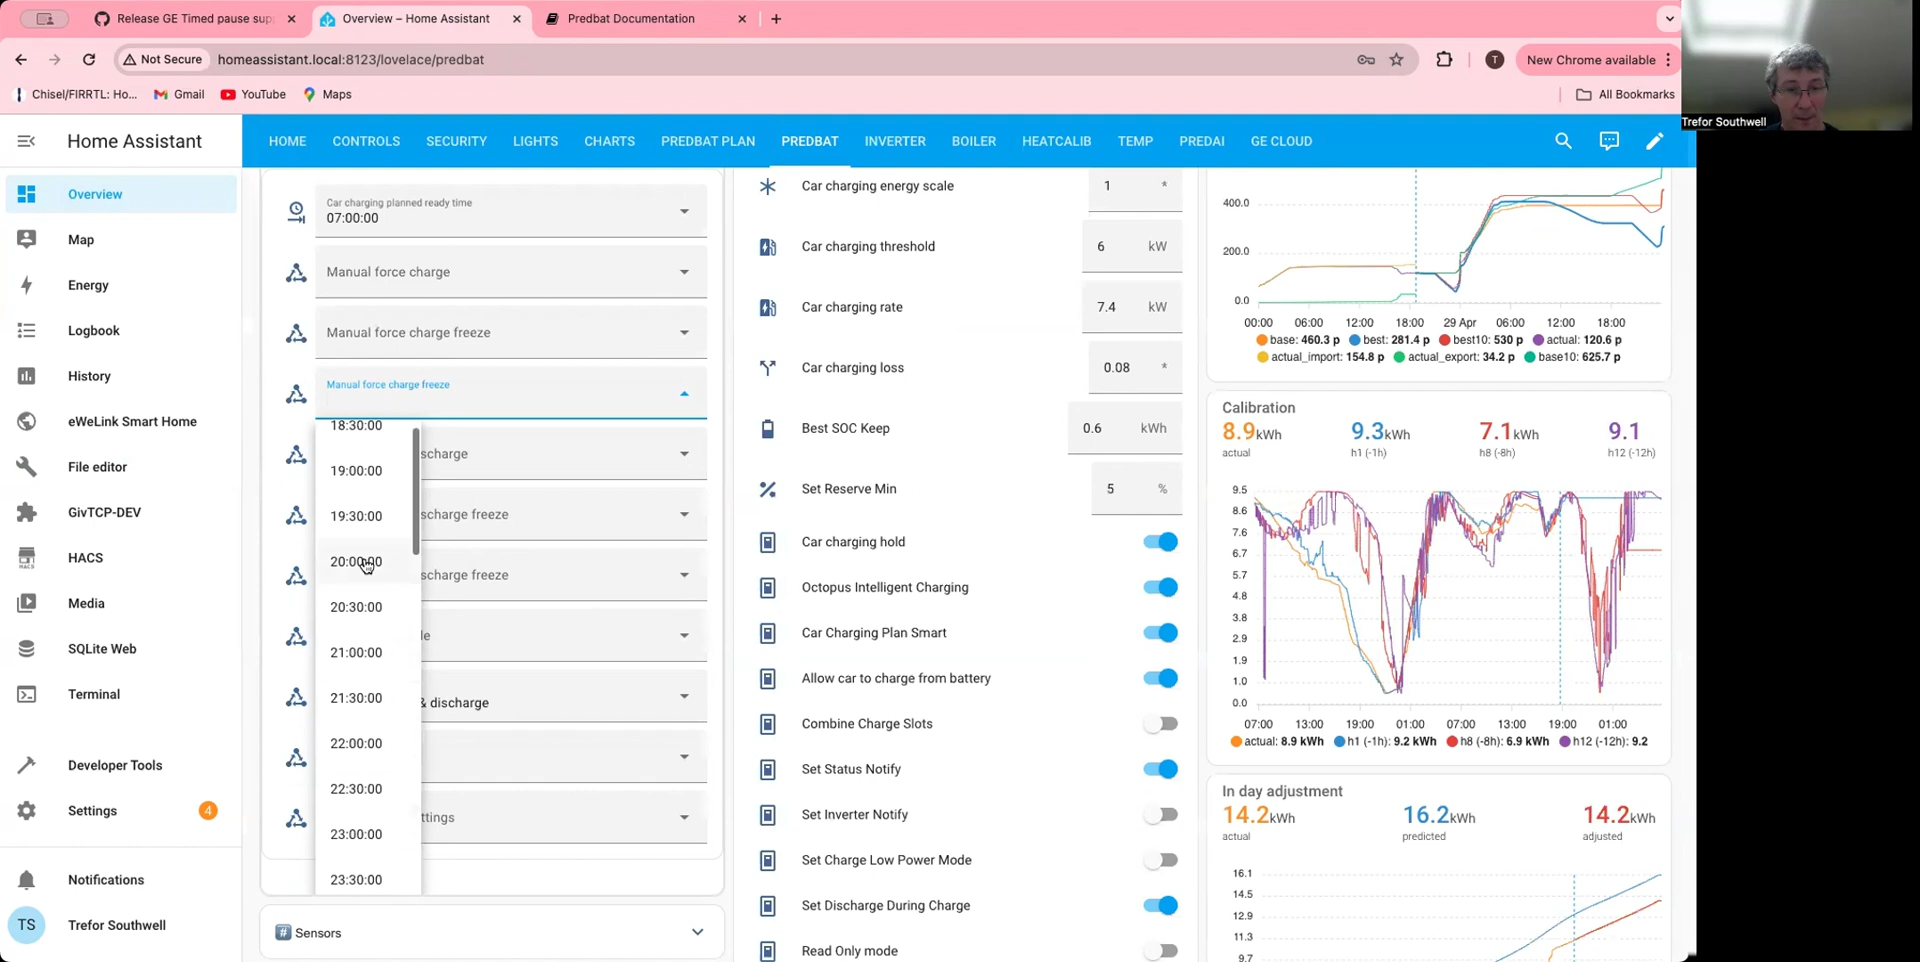 Release GE Timed pause sup
Overview – Home Assistant
Predbat Documentation
Not Secure
homeassistant.local:8123/lovelace/predbat
T
New Chrome available
Chisel/FIRRTL: Ho...
Gmail
YouTube
Maps
All Bookmarks
Trefor Southwell
Home Assistant
HOME
CONTROLS
SECURITY
LIGHTS
CHARTS
PREDBAT PLAN
PREDBAT
INVERTER
BOILER
HEATCALIB
TEMP
PREDAI
GE CLOUD
Overview
Map
Energy
Logbook
History
eWeLink Smart Home
File editor
GivTCP-DEV
HACS
HACS
Media
SQLite Web
Terminal
Developer Tools
Settings
4
Notifications
TS
Trefor Southwell
Car charging planned ready time
07:00:00
Manual force charge
Manual force charge freeze
Manual force charge freeze
18:30:00
19:00:00
19:30:00
20:00:00
20:30:00
21:00:00
21:30:00
22:00:00
22:30:00
23:00:00
23:30:00
scharge
scharge freeze
scharge freeze
le
& discharge
ttings
Sensors
Car charging energy scale
1 *
Car charging threshold
6 kW
Car charging rate
7.4 kW
Car charging loss
0.08 *
Best SOC Keep
0.6 kWh
Set Reserve Min
5 %
Car charging hold
Octopus Intelligent Charging
Car Charging Plan Smart
Allow car to charge from battery
Combine Charge Slots
Set Status Notify
Set Inverter Notify
Set Charge Low Power Mode
Set Discharge During Charge
Read Only mode
400.0
200.0
0.0
00:00 06:00 12:00 18:00 29 Apr 06:00 12:00 18:00
base: 460.3 p best: 281.4 p best10: 530 p actual: 120.6 p
actual_import: 154.8 p actual_export: 34.2 p base10: 625.7 p
Calibration
8.9kWh 9.3kWh 7.1kWh 9.1
actual h1 (-1h) h8 (-8h) h12 (-12h)
9.5
8.6
7.6
6.7
5.7
4.8
3.8
2.9
1.9
1.0
0.0
07:00 13:00 19:00 01:00 07:00 13:00 19:00 01:00
actual: 8.9 kWh h1 (-1h): 9.2 kWh h8 (-8h): 6.9 kWh h12 (-12h): 9.2
In day adjustment
14.2kWh 16.2kWh 14.2kWh
actual predicted adjusted
16.1
14.5
12.9
11.3
9.7